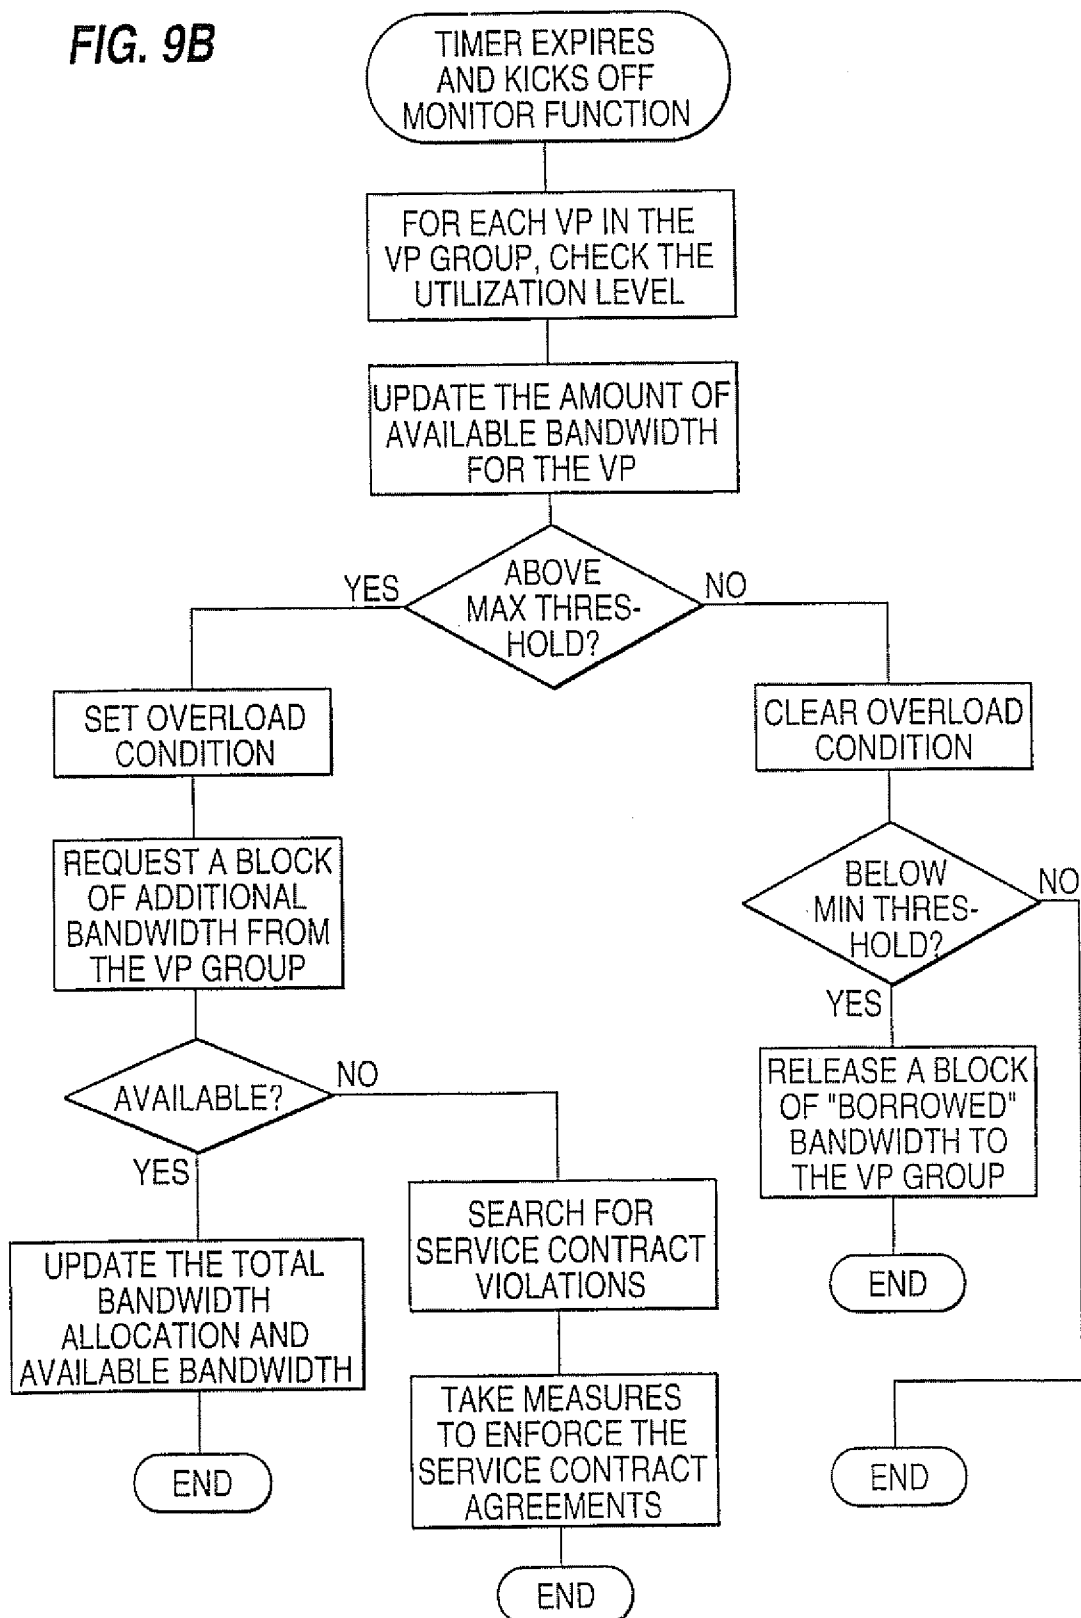 FIG. 9B
TIMER EXPIRES
AND KICKS OFF
MONITOR FUNCTION
FOR EACH VP IN THE
VP GROUP, CHECK THE
UTILIZATION LEVEL
UPDATE THE AMOUNT OF
AVAILABLE BANDWIDTH
FOR THE VP
ABOVE
MAX THRES-
HOLD?
YES
NO
SET OVERLOAD
CONDITION
CLEAR OVERLOAD
CONDITION
REQUEST A BLOCK
OF ADDITIONAL
BANDWIDTH FROM
THE VP GROUP
BELOW
MIN THRES-
HOLD?
NO
YES
AVAILABLE?
NO
YES
RELEASE A BLOCK
OF "BORROWED"
BANDWIDTH TO
THE VP GROUP
END
UPDATE THE TOTAL
BANDWIDTH
ALLOCATION AND
AVAILABLE BANDWIDTH
END
SEARCH FOR
SERVICE CONTRACT
VIOLATIONS
TAKE MEASURES
TO ENFORCE THE
SERVICE CONTRACT
AGREEMENTS
END
END